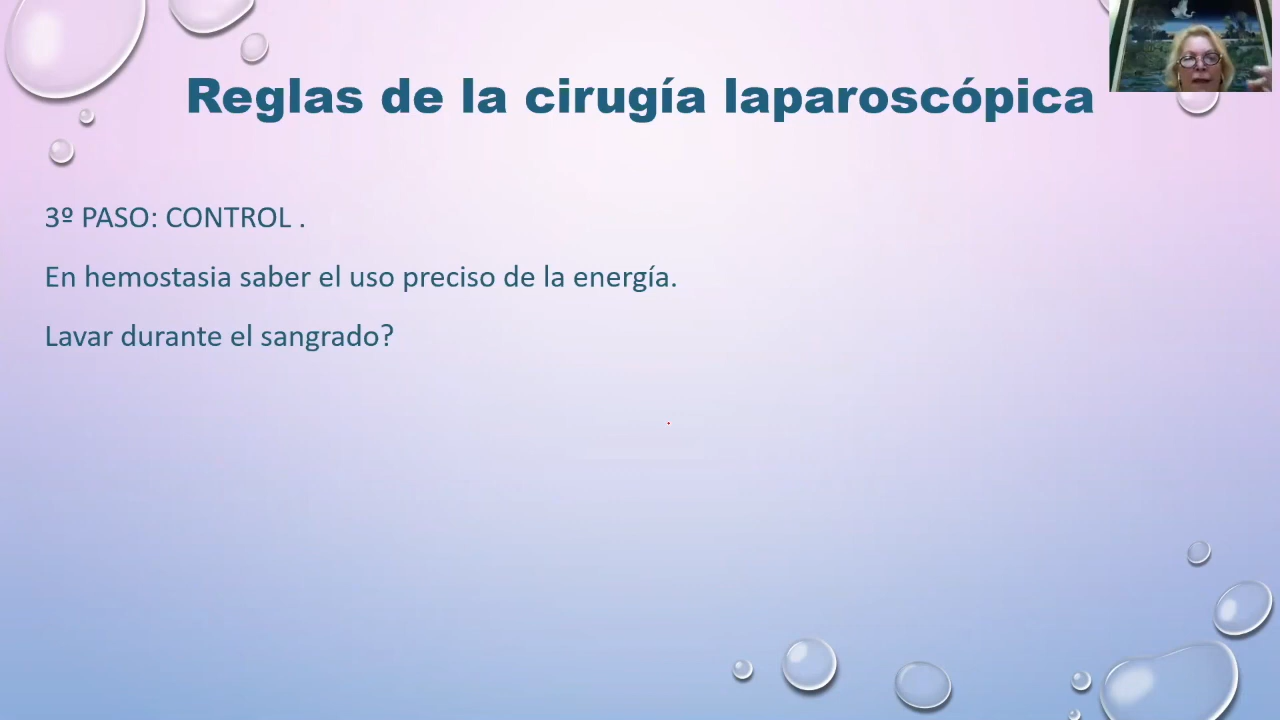 Reglas de la cirugía laparoscópica
3º PASO: CONTROL .
En hemostasia saber el uso preciso de la energía.
Lavar durante el sangrado?